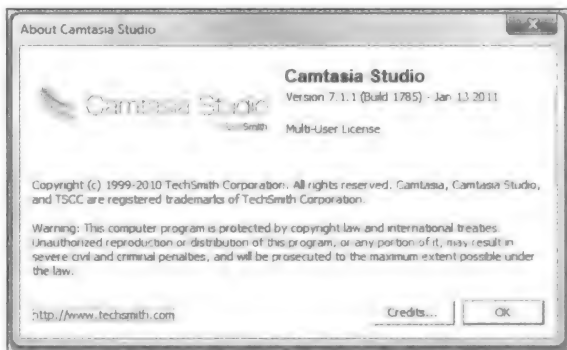 About Camtasia Studio
Camtasia Studio
TechSmith
Camtasia Studio
Version 7.1.1 (Build 1785) - Jan 13 2011
Multi-User License
Copyright (c) 1999-2010 TechSmith Corporation. All rights reserved. Camtasia, Camtasia Studio,
and TSCC are registered trademarks of TechSmith Corporation.
Warning: This computer program is protected by copyright law and international treaties.
Unauthorized reproduction or distribution of this program, or any portion of it, may result in
severe civil and criminal penalties, and will be prosecuted to the maximum extent possible under
the law.
http://www.techsmith.com
Credits...
OK